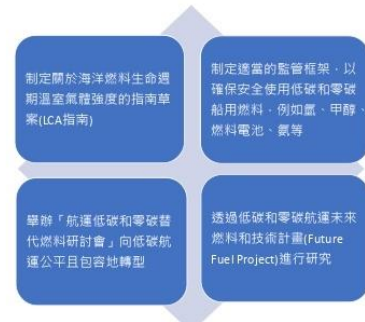 制定關於海洋燃料生命週
期溫室氣體強度的指南草
案(LCA指南)
制定適當的監管框架，以
確保安全使用低碳和零碳
船用燃料，例如氫、甲醇、
燃料電池、氨等
舉辦「航運低碳和零碳替
代燃料研討會」向低碳航
運公平且包容地轉型
透過低碳和零碳航運未來
燃料和技術計畫(Future
Fuel Project)進行研究